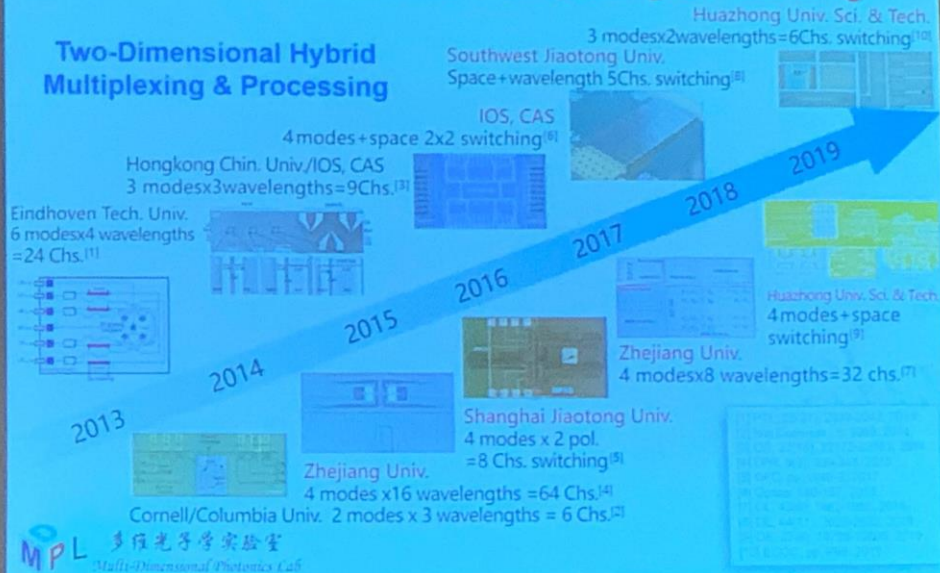 Two-Dimensional Hybrid
Multiplexing & Processing
Huazhong Univ. Sci. & Tech.
3 modesx2wavelengths=6Chs. switching[10]
Southwest Jiaotong Univ.
Space+wavelength 5Chs. switching[8]
IOS, CAS
4modes+space 2x2 switching[6]
Hongkong Chin. Univ./IOS, CAS
3 modesx3wavelengths=9Chs.[3]
Eindhoven Tech. Univ.
6 modesx4 wavelengths
=24 Chs.[1]
2013
2014
2015
2016
2017
2018
2019
Huazhong Univ. Sci. & Tech.
4modes+space
switching[9]
Zhejiang Univ.
4 modesx8 wavelengths=32 chs.[7]
Shanghai Jiaotong Univ.
4 modes x 2 pol.
=8 Chs. switching[5]
Zhejiang Univ.
4 modes x16 wavelengths =64 Chs.[4]
Cornell/Columbia Univ. 2 modes x 3 wavelengths = 6 Chs.[2]
MPL 多维光子学实验室
Multi-Dimensional Photonics Lab